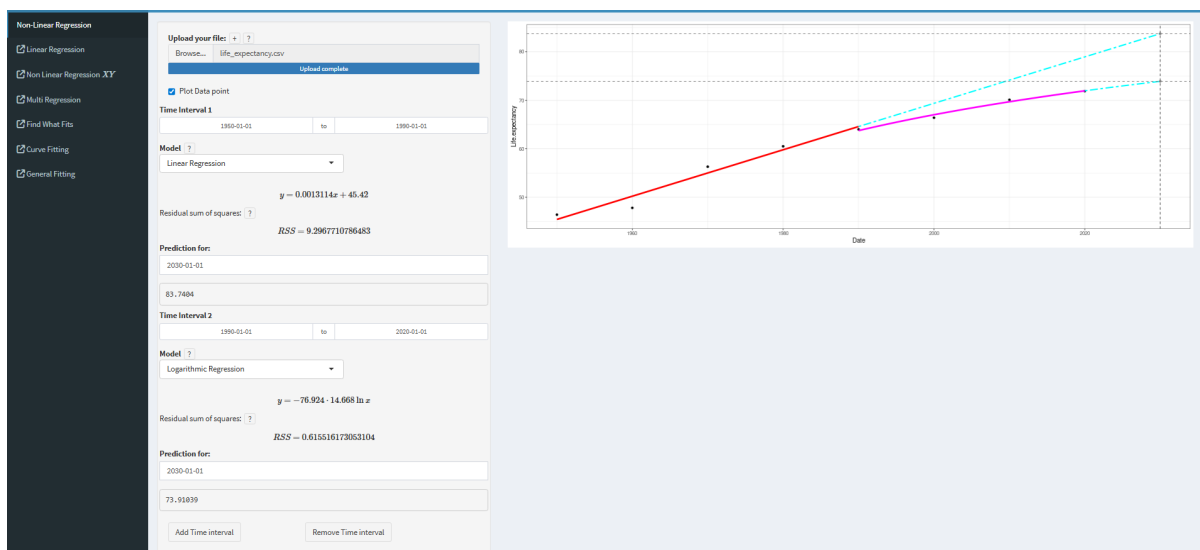 Non-Linear Regression
Linear Regression
Non Linear Regression XY
Multi Regression
Find What Fits
Curve Fitting
General Fitting
Upload your file: + ?
Browse... life_expectancy.csv
Upload complete
Plot Data point
Time Interval 1
1950-01-01 to 1990-01-01
Model ?
Linear Regression
y = 0.0013114x + 45.42
Residual sum of squares: ?
RSS = 9.2967710786483
Prediction for:
2030-01-01
83.7404
Time Interval 2
1990-01-01 to 2020-01-01
Model ?
Logarithmic Regression
y = −76.924 · 14.668 ln x
Residual sum of squares: ?
RSS = 0.615516173053104
Prediction for:
2030-01-01
73.91039
Add Time interval Remove Time interval
80
70
60
50
Life.expectancy
1960 1980 2000 2020
Date